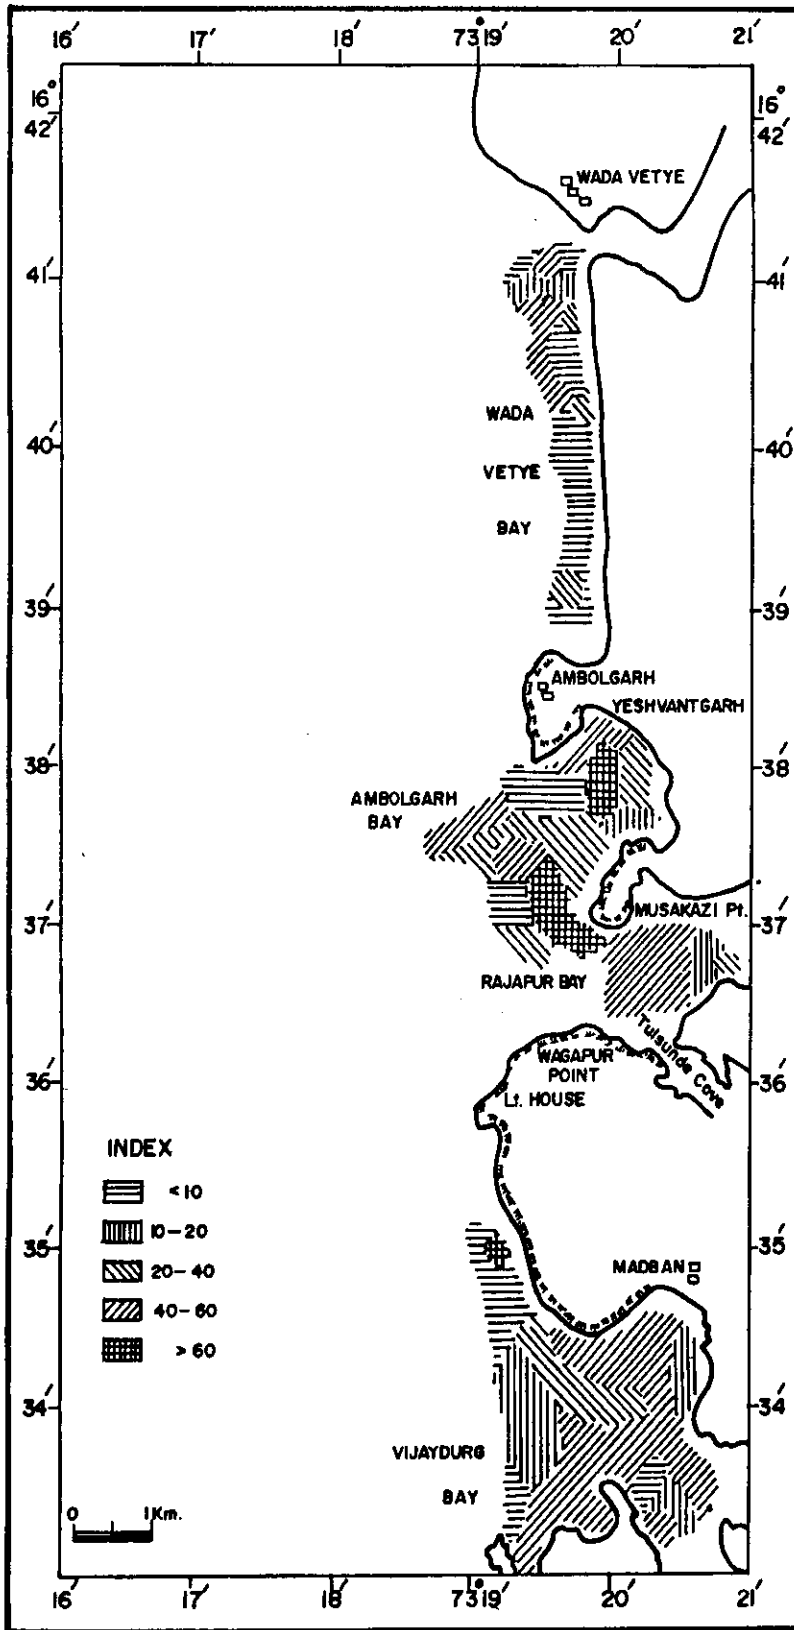 16′ 17′ 18′ 73°19′ 20′ 21′
16° 42′ 16° 42′
WADA VETYE
41′ 41′
WADA
40′ 40′
VETYE
BAY
39′ 39′
AMBOLGARH
YESHVANTGARH
38′ 38′
AMBOLGARH
BAY
37′ MUSAKAZI Pt. 37′
RAJAPUR BAY
Tulsunde Cove
WAGAPUR
POINT
36′ 36′
Lt. HOUSE
INDEX
<10
10-20
35′ 35′
MADBAN
20-40
40-60
>60
34′ 34′
VIJAYDURG
BAY
0 1Km.
16′ 17′ 18′ 73°19′ 20′ 21′